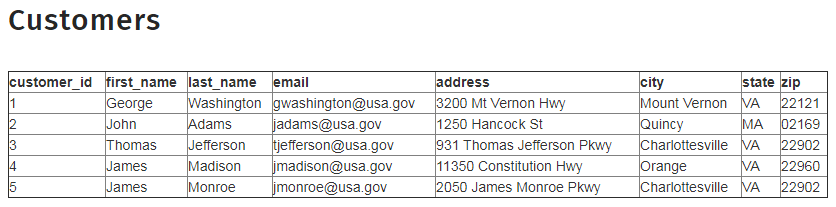 Customers
customer_id first_name last_name email address city state zip
1 George Washington gwashington@usa.gov 3200 Mt Vernon Hwy Mount Vernon VA 22121
2 John Adams jadams@usa.gov 1250 Hancock St Quincy MA 02169
3 Thomas Jefferson tjefferson@usa.gov 931 Thomas Jefferson Pkwy Charlottesville VA 22902
4 James Madison jmadison@usa.gov 11350 Constitution Hwy Orange VA 22960
5 James Monroe jmonroe@usa.gov 2050 James Monroe Pkwy Charlottesville VA 22902